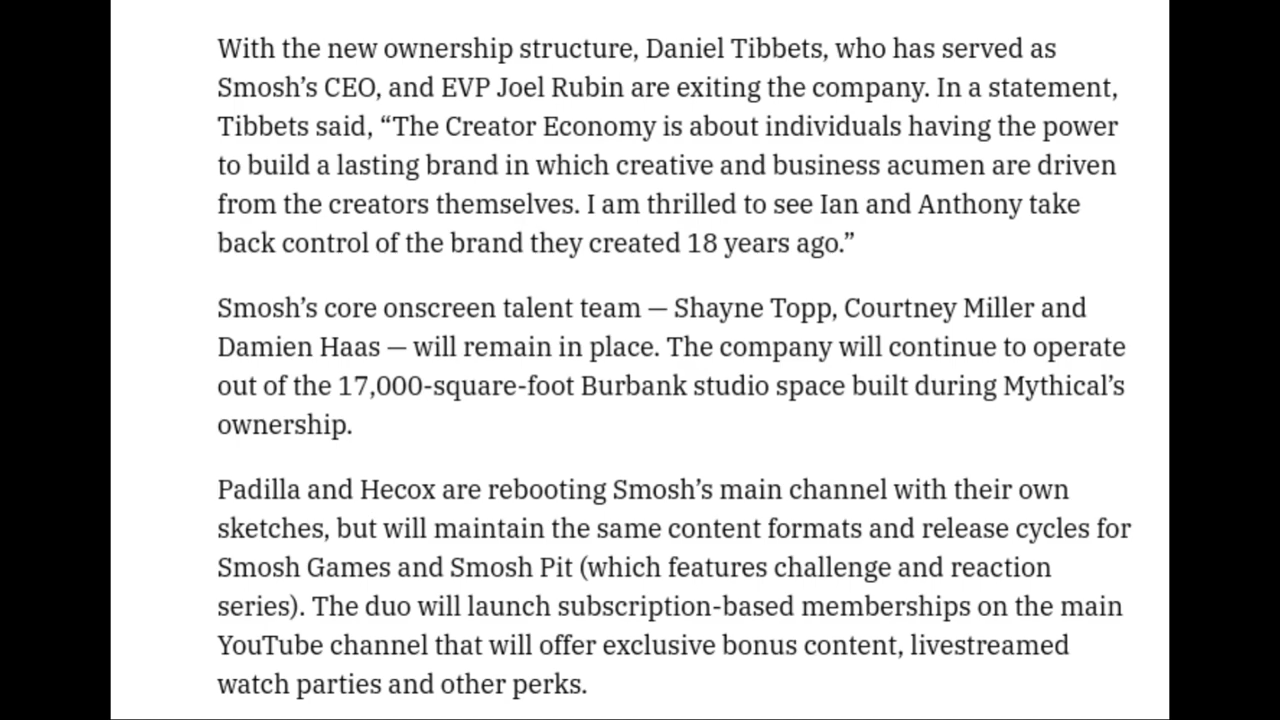 With the new ownership structure, Daniel Tibbets, who has served as
Smosh’s CEO, and EVP Joel Rubin are exiting the company. In a statement,
Tibbets said, “The Creator Economy is about individuals having the power
to build a lasting brand in which creative and business acumen are driven
from the creators themselves. I am thrilled to see Ian and Anthony take
back control of the brand they created 18 years ago.”
Smosh’s core onscreen talent team — Shayne Topp, Courtney Miller and
Damien Haas — will remain in place. The company will continue to operate
out of the 17,000-square-foot Burbank studio space built during Mythical’s
ownership.
Padilla and Hecox are rebooting Smosh’s main channel with their own
sketches, but will maintain the same content formats and release cycles for
Smosh Games and Smosh Pit (which features challenge and reaction
series). The duo will launch subscription-based memberships on the main
YouTube channel that will offer exclusive bonus content, livestreamed
watch parties and other perks.